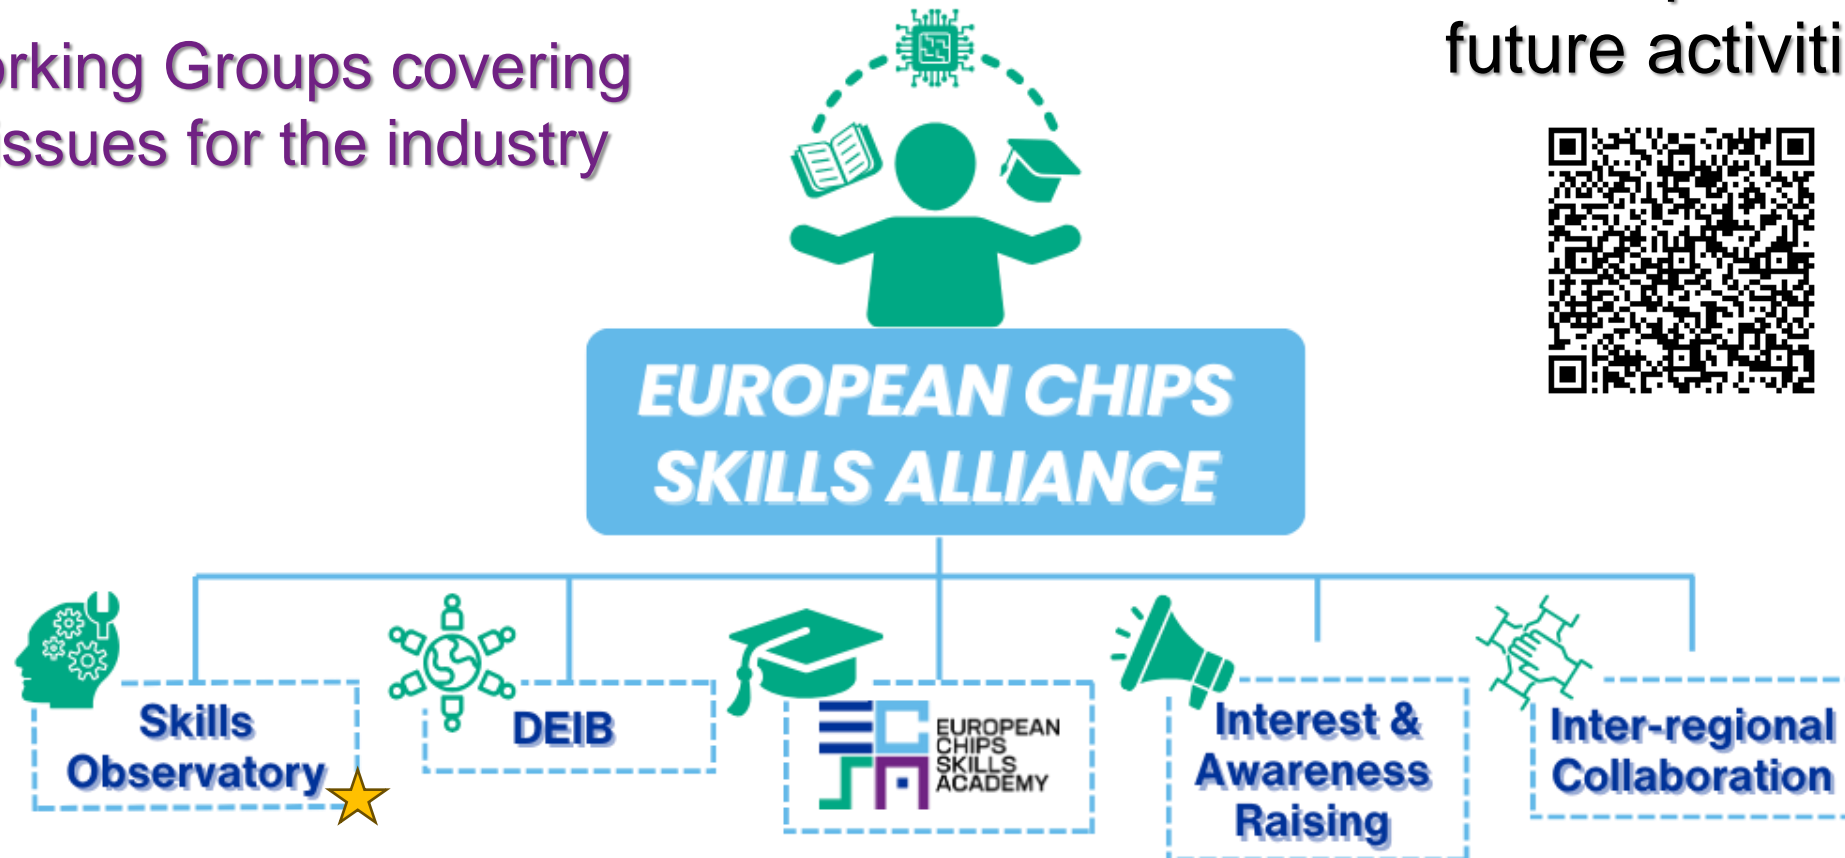 orking Groups covering
issues for the industry
future activiti
EUROPEAN CHIPS
SKILLS ALLIANCE
Skills
Observatory
DEIB
EUROPEAN
CHIPS
SKILLS
ACADEMY
Interest &
Awareness
Raising
Inter-regional
Collaboration